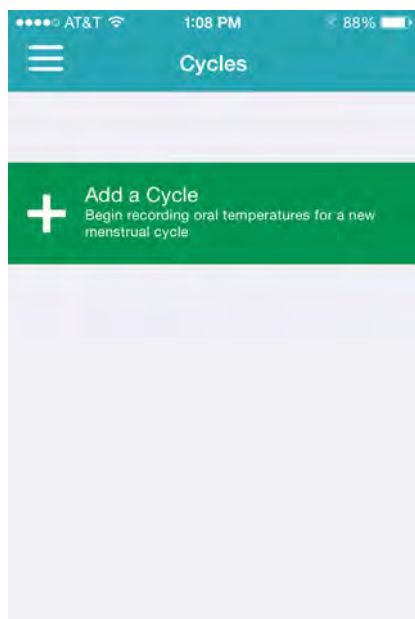 AT&T 1:08 PM 88%
Cycles
Add a Cycle
Begin recording oral temperatures for a new
menstrual cycle